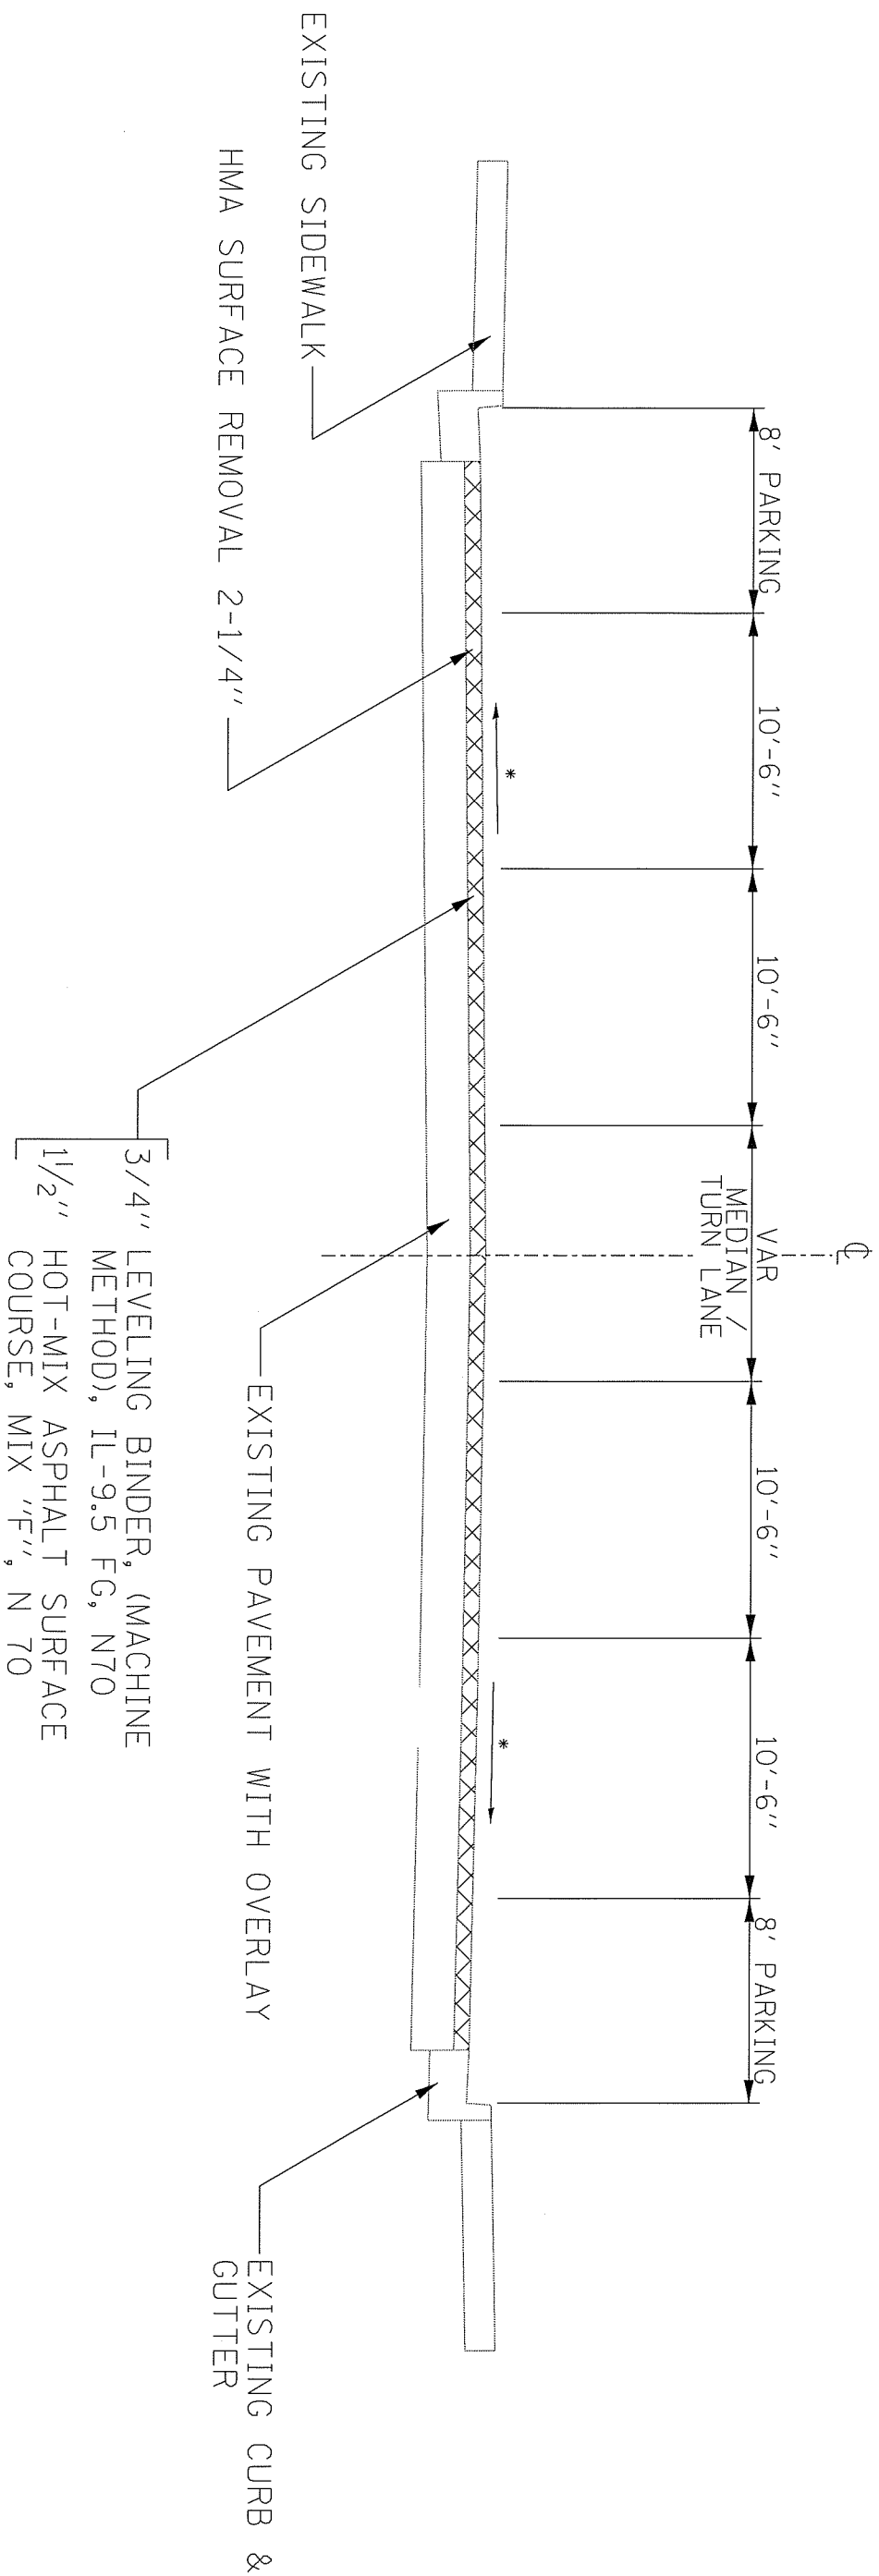 ℄
8' PARKING
10'-6"
10'-6"
VAR
MEDIAN /
TURN LANE
10'-6"
10'-6"
8' PARKING
*
*
EXISTING SIDEWALK
HMA SURFACE REMOVAL 2-1/4"
EXISTING PAVEMENT WITH OVERLAY
EXISTING CURB &
GUTTER
3/4" LEVELING BINDER, (MACHINE
METHOD), IL-9.5 FG, N70
1 1/2" HOT-MIX ASPHALT SURFACE
COURSE, MIX "F", N 70